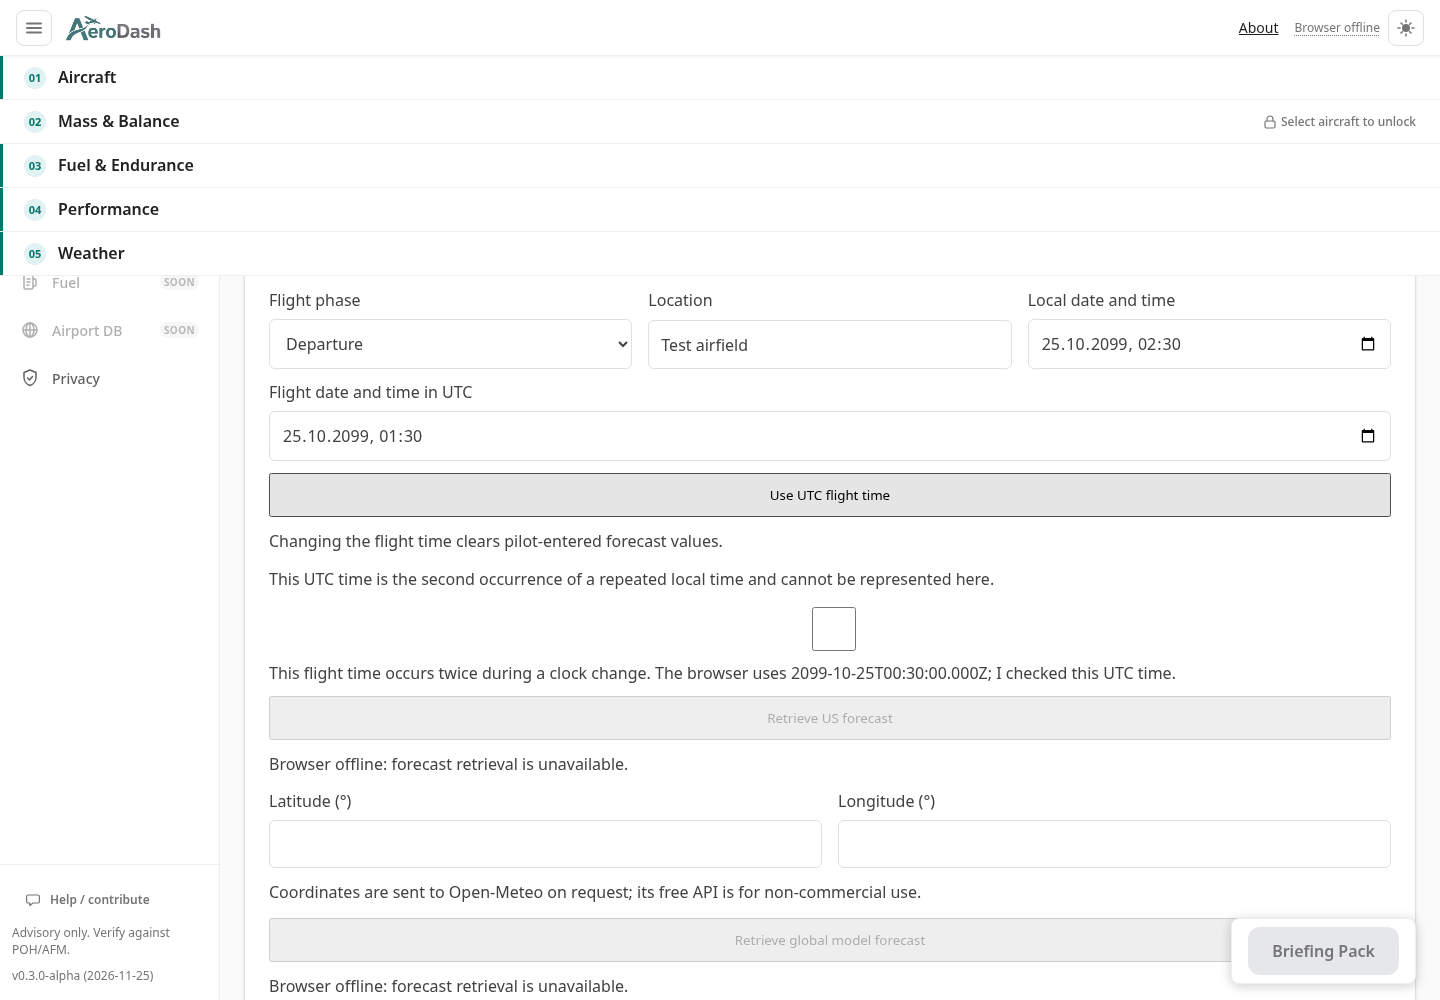 AeroDash
About
Browser offline
01 Aircraft
02 Mass & Balance
Select aircraft to unlock
03 Fuel & Endurance
04 Performance
05 Weather
Fuel SOON
Airport DB SOON
Privacy
Flight phase
Location
Local date and time
Departure
Test airfield
25.10.2099, 02:30
Flight date and time in UTC
25.10.2099, 01:30
Use UTC flight time
Changing the flight time clears pilot-entered forecast values.
This UTC time is the second occurrence of a repeated local time and cannot be represented here.
This flight time occurs twice during a clock change. The browser uses 2099-10-25T00:30:00.000Z; I checked this UTC time.
Retrieve US forecast
Browser offline: forecast retrieval is unavailable.
Latitude (°)
Longitude (°)
Coordinates are sent to Open-Meteo on request; its free API is for non-commercial use.
Retrieve global model forecast
Browser offline: forecast retrieval is unavailable.
Briefing Pack
Help / contribute
Advisory only. Verify against
POH/AFM.
v0.3.0-alpha (2026-11-25)